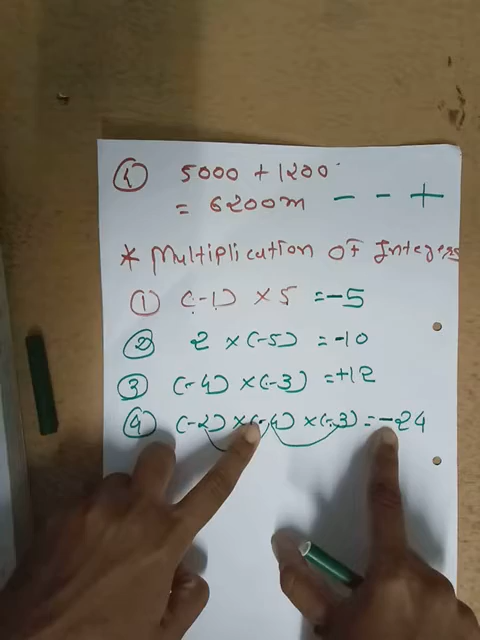 (4) 5000 + 1200
= 6200m - - +
* Multiplication of Integers
(1) (-1) × 5 = -5
(2) 2 × (-5) = -10
(3) (-4) × (-3) = +12
(4) (-2) × (-4) × (-3) = -24